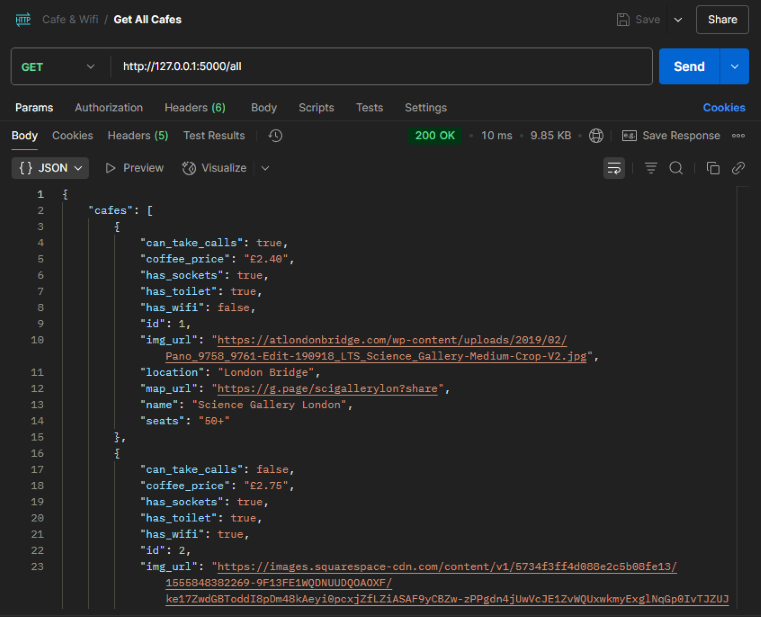 HTTP Cafe & Wifi / Get All Cafes Save Share
GET http://127.0.0.1:5000/all Send
Params Authorization Headers (6) Body Scripts Tests Settings Cookies
Body Cookies Headers (5) Test Results 200 OK • 10 ms • 9.85 KB • e.g. Save Response
{} JSON Preview Visualize
1 {
2 "cafes": [
3 {
4 "can_take_calls": true,
5 "coffee_price": "£2.40",
6 "has_sockets": true,
7 "has_toilet": true,
8 "has_wifi": false,
9 "id": 1,
10 "img_url": "https://atlondonbridge.com/wp-content/uploads/2019/02/
Pano_9758_9761-Edit-190918_LTS_Science_Gallery-Medium-Crop-V2.jpg",
11 "location": "London Bridge",
12 "map_url": "https://g.page/scigallerylon?share",
13 "name": "Science Gallery London",
14 "seats": "50+"
15 },
16 {
17 "can_take_calls": false,
18 "coffee_price": "£2.75",
19 "has_sockets": true,
20 "has_toilet": true,
21 "has_wifi": true,
22 "id": 2,
23 "img_url": "https://images.squarespace-cdn.com/content/v1/5734f3ff4d088e2c5b08fe13/
1555848382269-9F13FE1WQDNUUDQOAOXF/
ke17ZwdGBToddI8pDm48kAeyi0pcxjZfLZiASAF9yCBZw-zPPgdn4jUwVcJE1ZvWQUxwkmyExglNqGp0IvTJZUJ